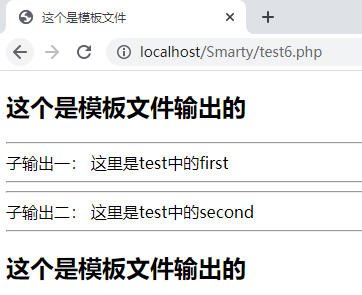 这个是模板文件
localhost/Smarty/test6.php
这个是模板文件输出的
子输出一： 这里是test中的first
子输出二： 这里是test中的second
这个是模板文件输出的